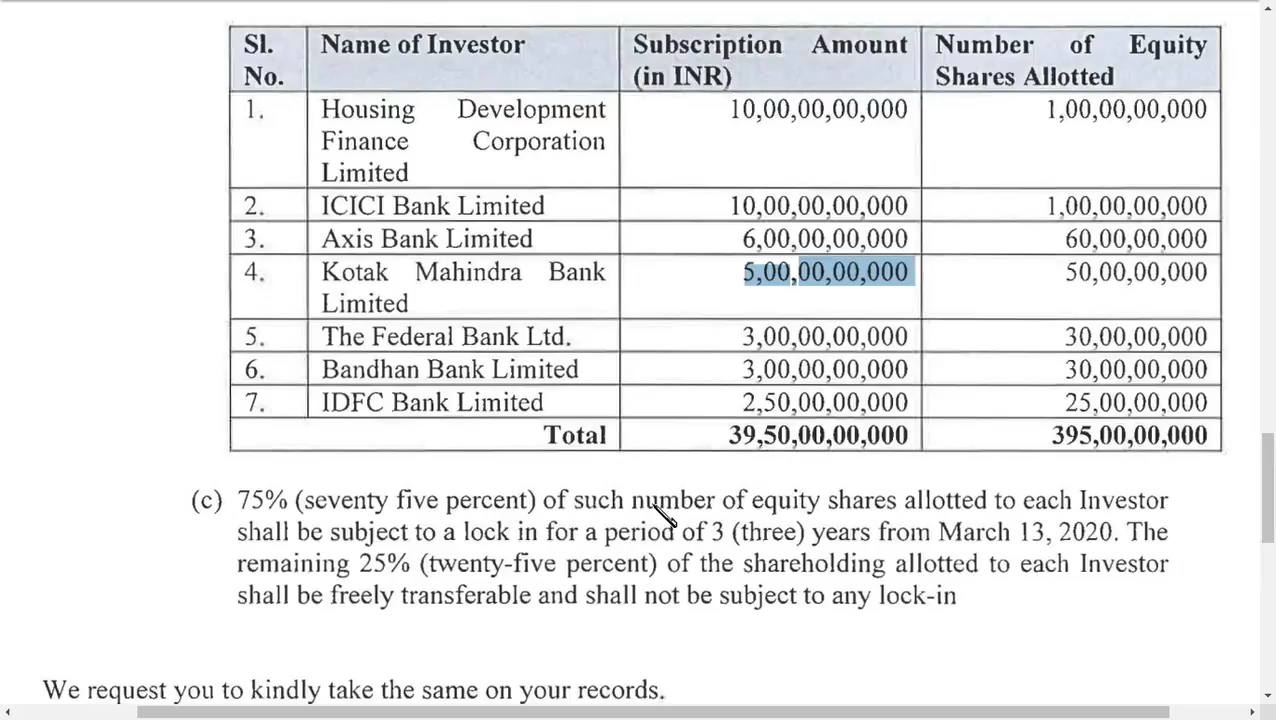 Sl. No. Name of Investor Subscription Amount (in INR) Number of Equity Shares Allotted
1. Housing Development Finance Corporation Limited 10,00,00,00,000 1,00,00,00,000
2. ICICI Bank Limited 10,00,00,00,000 1,00,00,00,000
3. Axis Bank Limited 6,00,00,00,000 60,00,00,000
4. Kotak Mahindra Bank Limited 5,00,00,00,000 50,00,00,000
5. The Federal Bank Ltd. 3,00,00,00,000 30,00,00,000
6. Bandhan Bank Limited 3,00,00,00,000 30,00,00,000
7. IDFC Bank Limited 2,50,00,00,000 25,00,00,000
Total 39,50,00,00,000 395,00,00,000
(c) 75% (seventy five percent) of such number of equity shares allotted to each Investor
shall be subject to a lock in for a period of 3 (three) years from March 13, 2020. The
remaining 25% (twenty-five percent) of the shareholding allotted to each Investor
shall be freely transferable and shall not be subject to any lock-in
We request you to kindly take the same on your records.